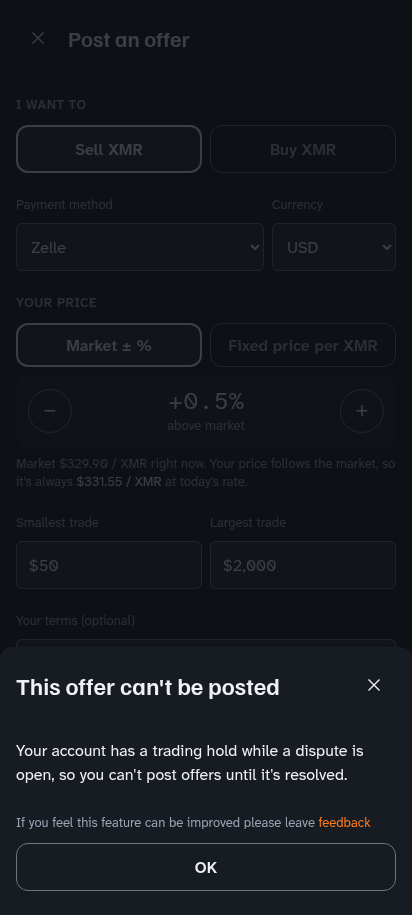 Post an offer
I WANT TO
Sell XMR
Buy XMR
Payment method
Currency
Zelle
USD
YOUR PRICE
Market ± %
Fixed price per XMR
−
+0.5%
+
above market
Market $329.90 / XMR right now. Your price follows the market, so
it's always $331.55 / XMR at today's rate.
Smallest trade
Largest trade
$50
$2,000
Your terms (optional)
This offer can't be posted
Your account has a trading hold while a dispute is
open, so you can't post offers until it's resolved.
If you feel this feature can be improved please leave feedback
OK